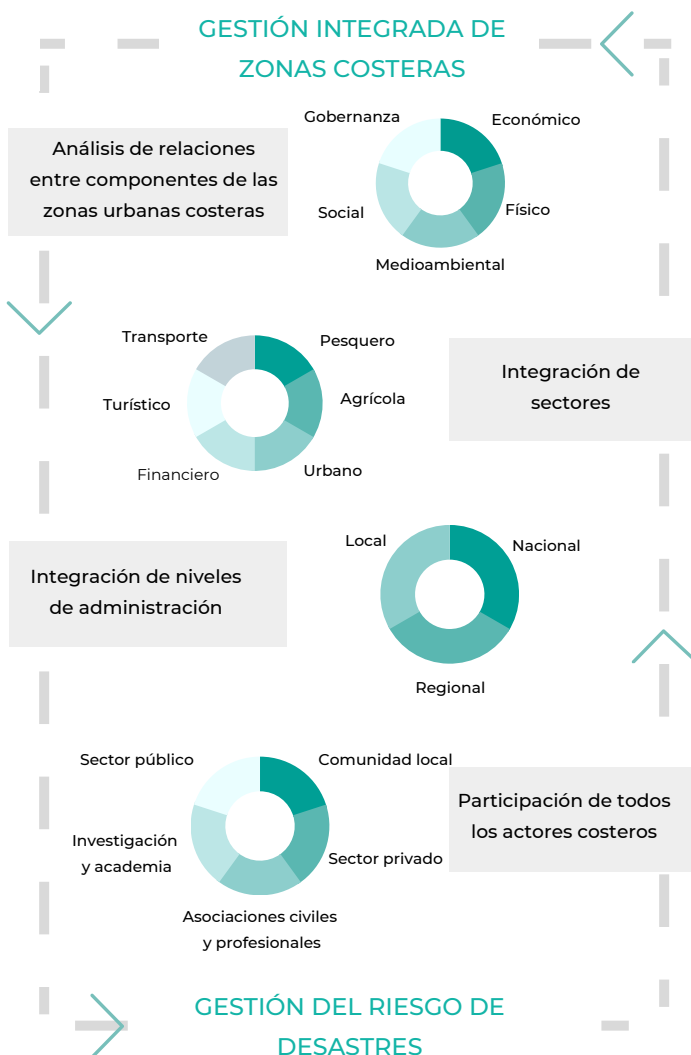 GESTIÓN INTEGRADA DE
ZONAS COSTERAS
Análisis de relaciones
entre componentes de las
zonas urbanas costeras
Gobernanza
Económico
Social
Físico
Medioambiental
Transporte
Pesquero
Turístico
Agrícola
Financiero
Urbano
Integración de
sectores
Integración de niveles
de administración
Local
Nacional
Regional
Sector público
Comunidad local
Investigación
y academia
Sector privado
Asociaciones civiles
y profesionales
Participación de todos
los actores costeros
GESTIÓN DEL RIESGO DE
DESASTRES